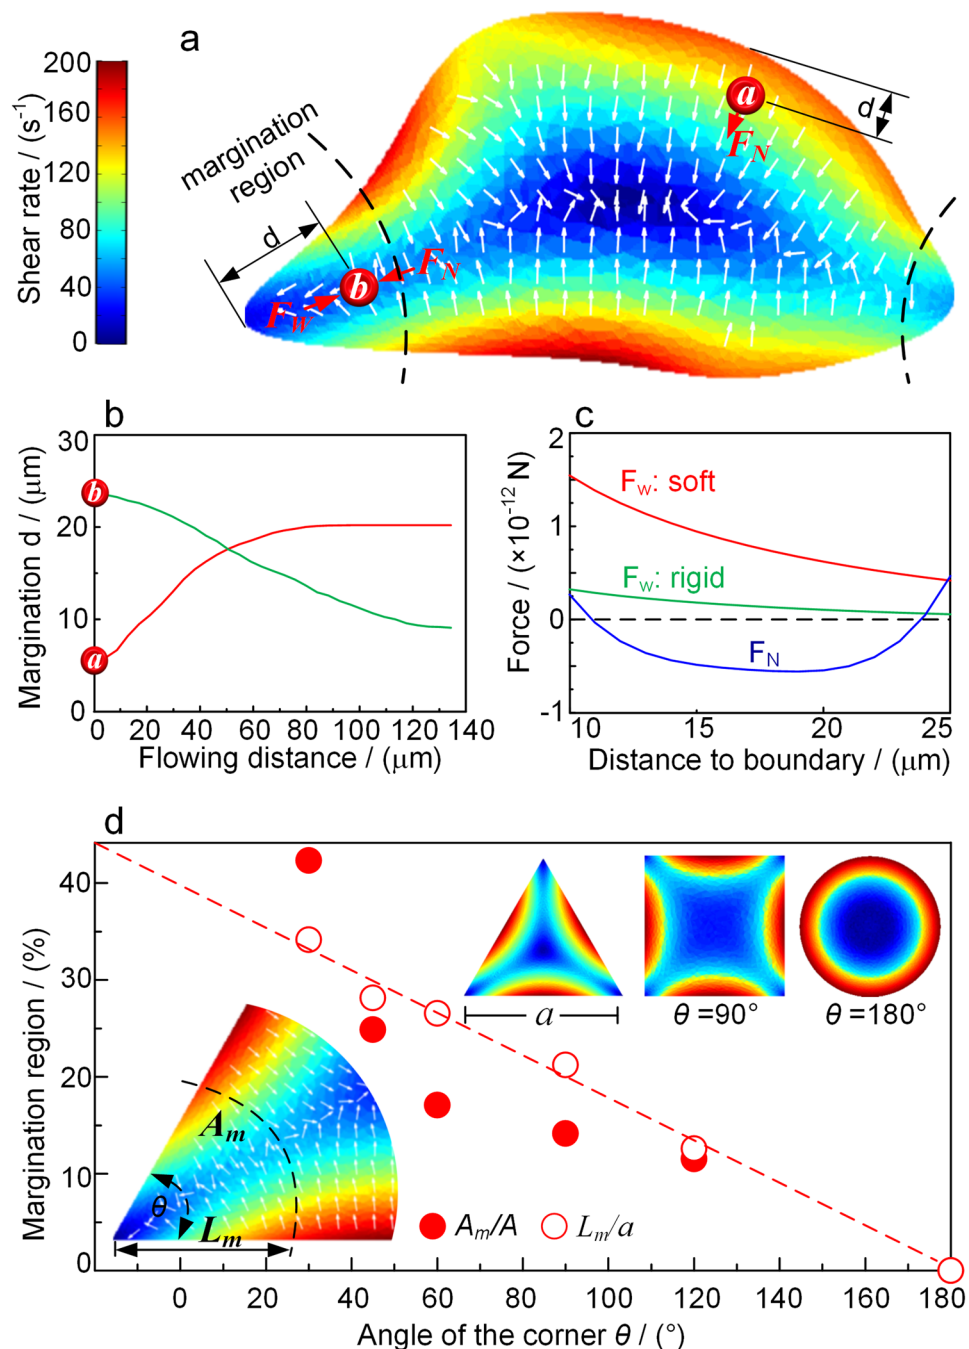 a
Shear rate / (s⁻¹)
200
160
120
80
40
0
margination
region
d
F_N
b
F_W
a
F_N
d
b
Margination d / (μm)
30
20
10
0
b
a
0 20 40 60 80 100 120 140
Flowing distance / (μm)
c
Force / (×10⁻¹² N)
2
1
0
-1
F_w: soft
F_w: rigid
F_N
10 15 20 25
Distance to boundary / (μm)
d
Margination region / (%)
40
30
20
10
0
a
θ =90°
θ =180°
A_m
θ
L_m
A_m/A
L_m/a
0 20 40 60 80 100 120 140 160 180
Angle of the corner θ / (°)